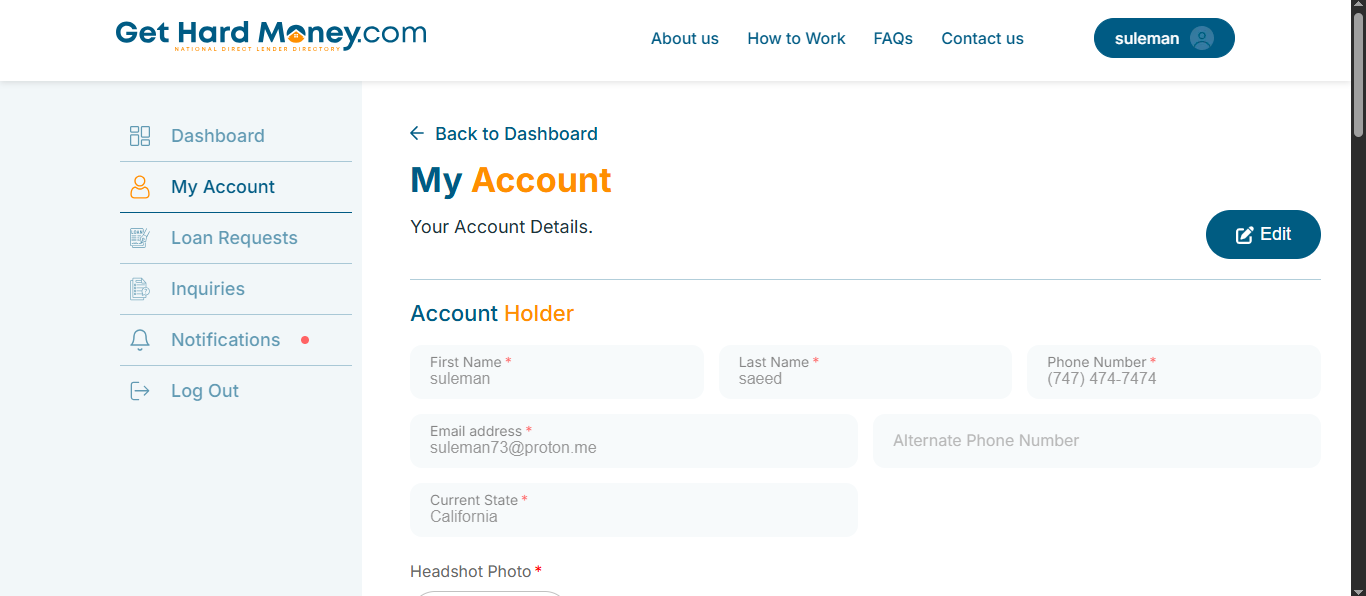 Get Hard Money.com
NATIONAL DIRECT LENDER DIRECTORY
About us
How to Work
FAQs
Contact us
suleman
Dashboard
My Account
Loan Requests
Inquiries
Notifications
Log Out
Back to Dashboard
My Account
Your Account Details.
Edit
Account Holder
First Name *
suleman
Last Name *
saeed
Phone Number *
(747) 474-7474
Email address *
suleman73@proton.me
Alternate Phone Number
Current State *
California
Headshot Photo *